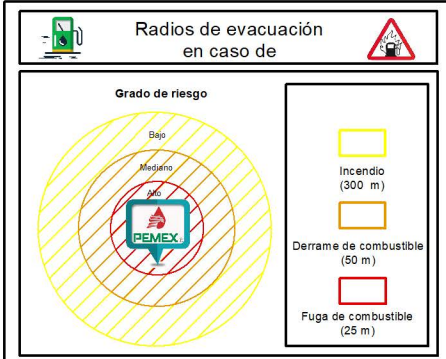 Radios de evacuación
en caso de
Grado de riesgo
Bajo
Mediano
Alto
PEMEX
Incendio
(300 m)
Derrame de combustible
(50 m)
Fuga de combustible
(25 m)